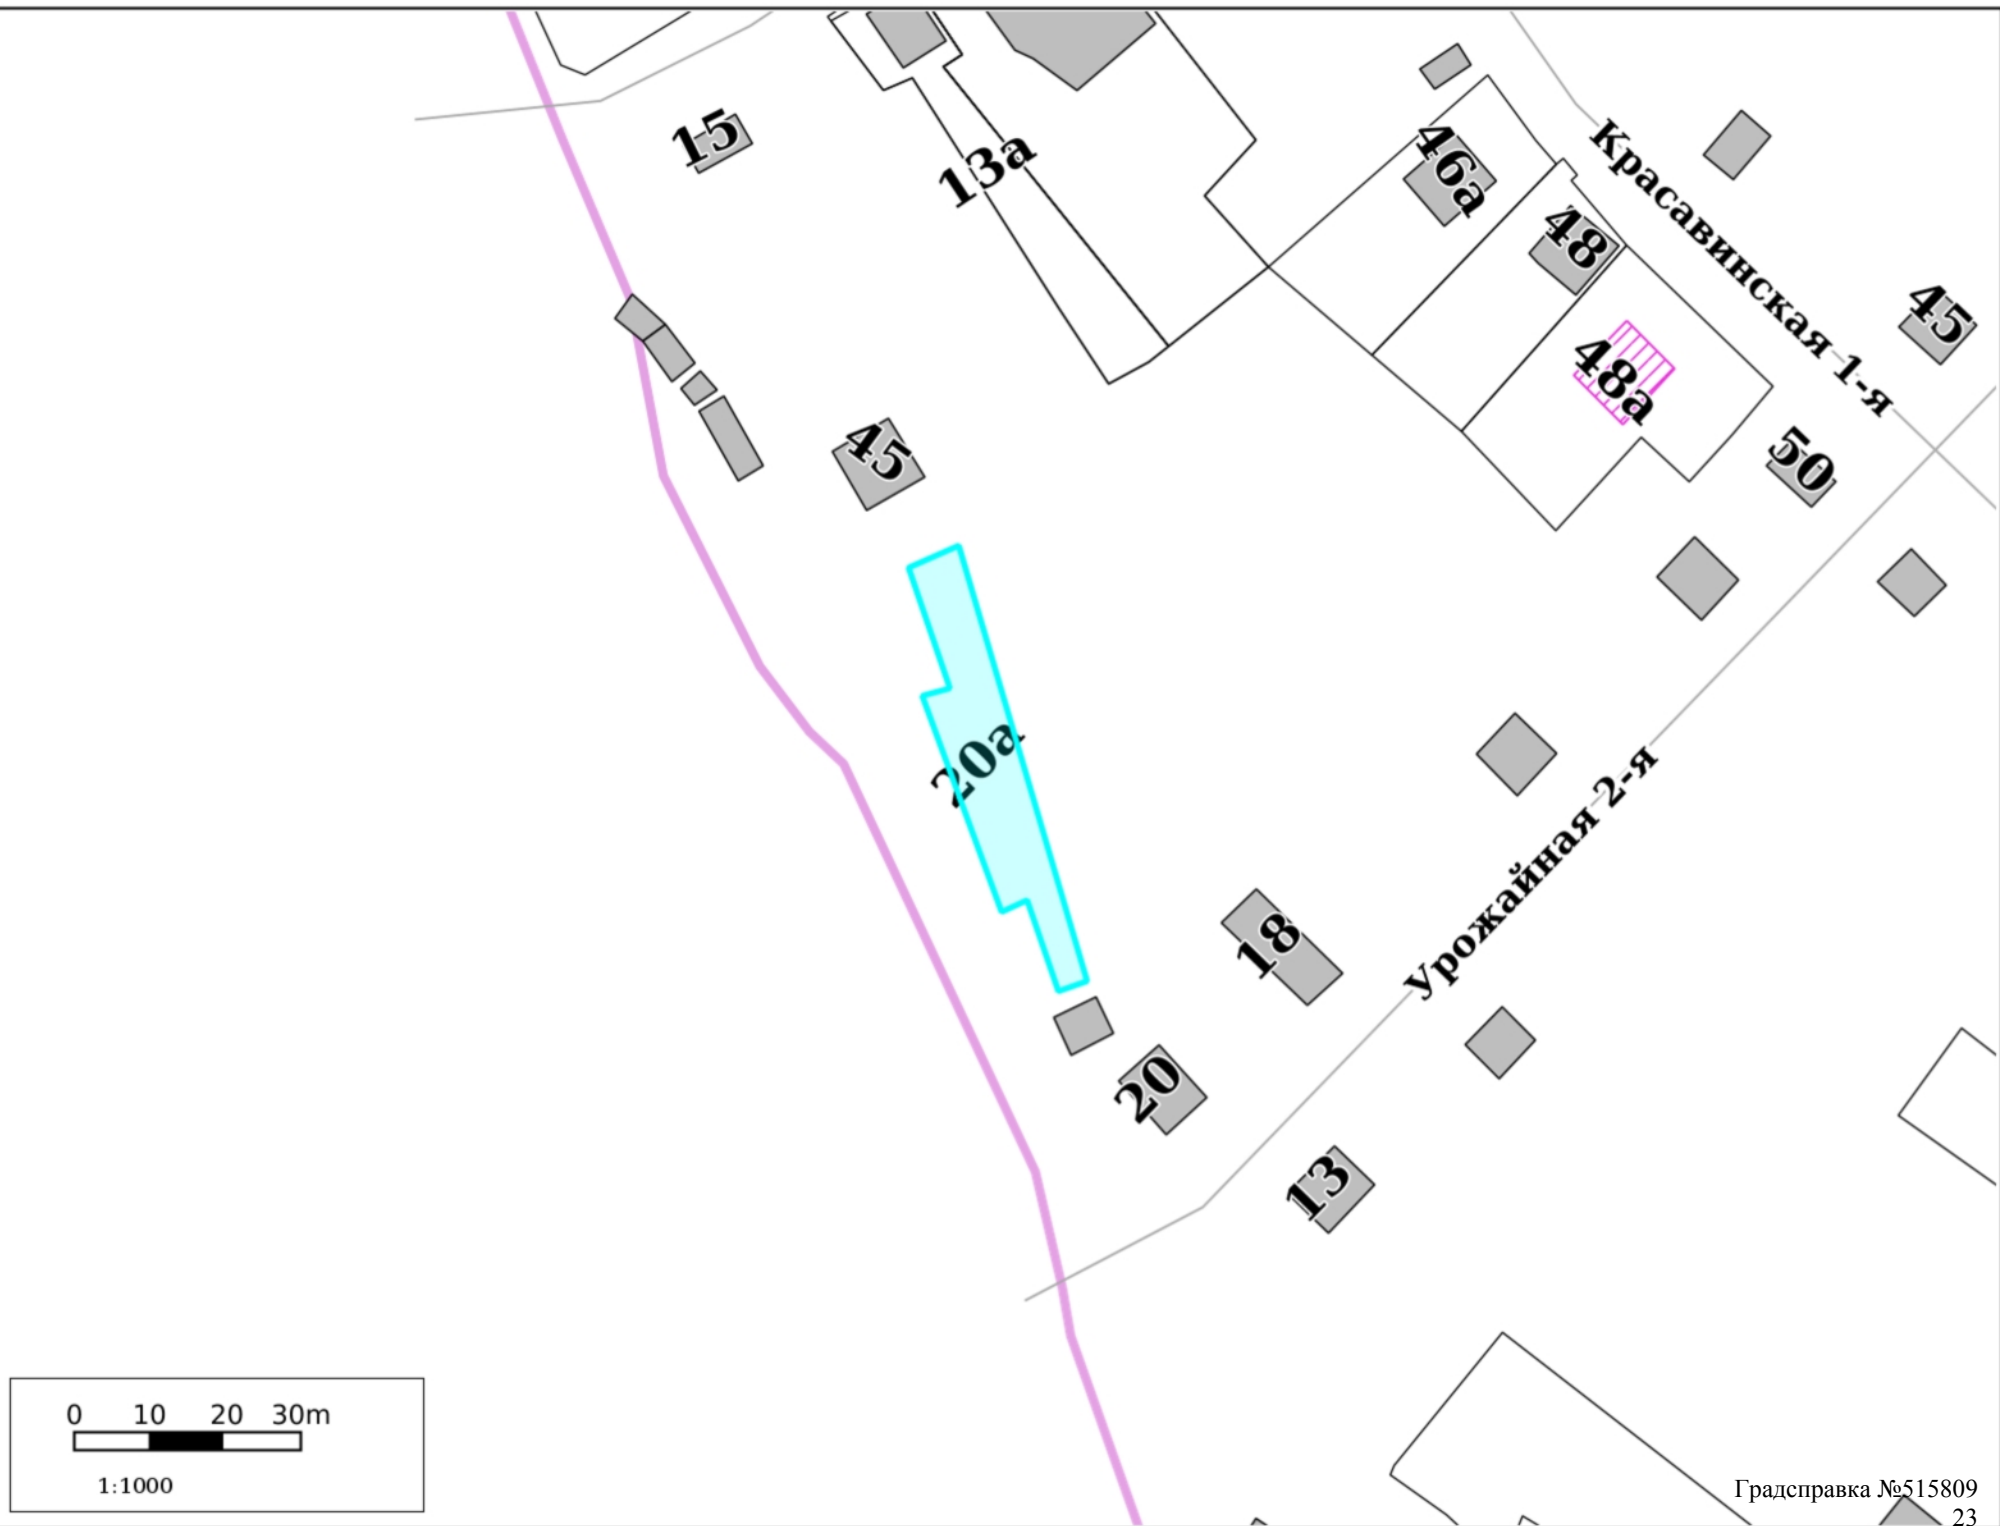 15
13а
46а
48
Красавинская 1-я
45
48а
45
50
20а
Урожайная 2-я
18
20
13
0 10 20 30m
1:1000
Градсправка №515809
23